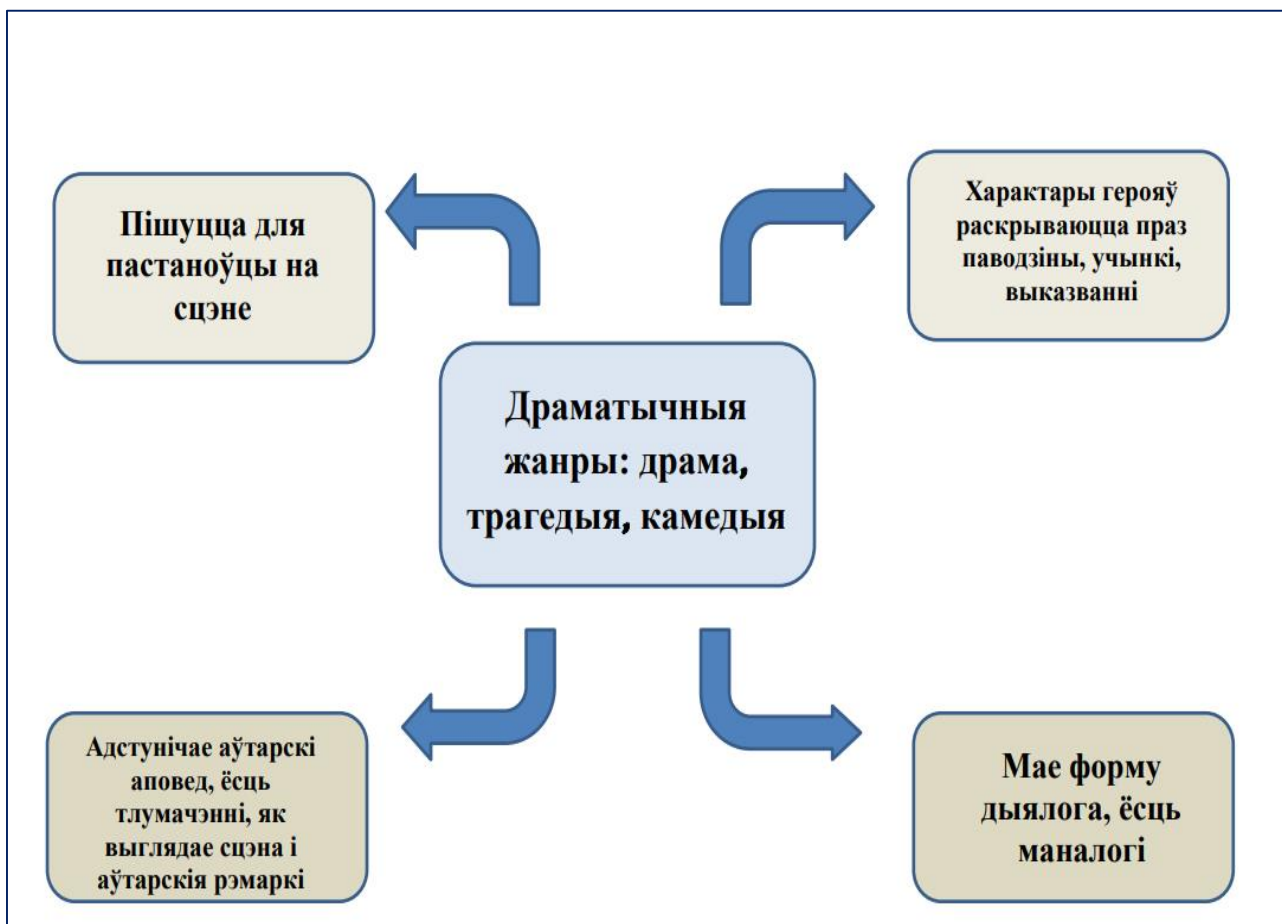 Пішуцца для
пастаноўцы на
сцэне
Характары герояў
раскрываюцца праз
паводзіны, учынкі,
выказванні
Драматычныя
жанры: драма,
трагедыя, камедыя
Адстунічае аўтарскі
аповед, ёсць
тлумачэнні, як
выглядае сцэна і
аўтарскія рэмаркі
Мае форму
дыялога, ёсць
маналогі